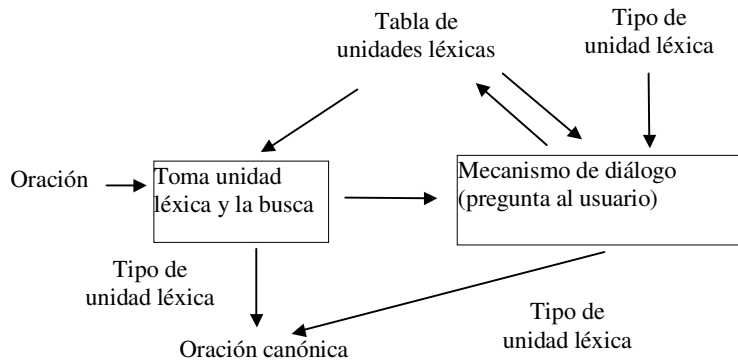 Tabla de
unidades léxicas
Tipo de
unidad léxica
Oración
Toma unidad
léxica y la busca
Mecanismo de diálogo
(pregunta al usuario)
Tipo de
unidad léxica
Tipo de
unidad léxica
Oración canónica